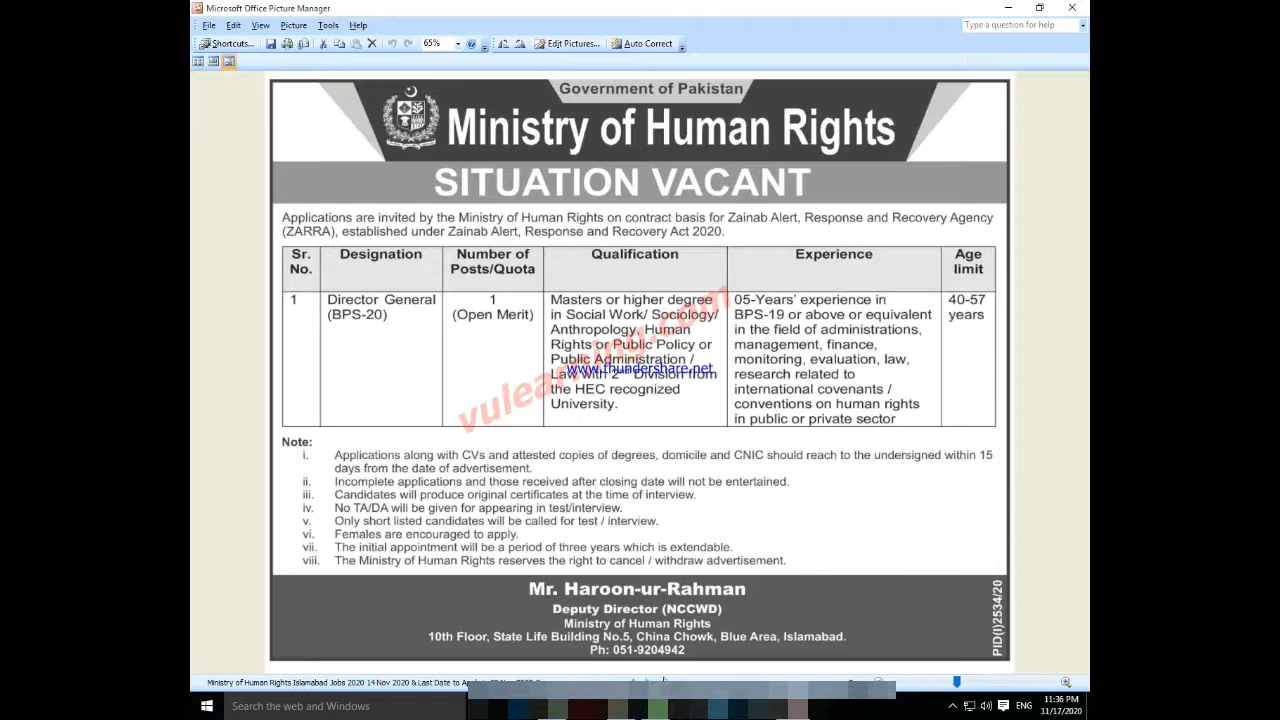 Microsoft Office Picture Manager
File Edit View Picture Tools Help
Type a question for help
Shortcuts... 65% Edit Pictures... Auto Correct
Government of Pakistan
Ministry of Human Rights
SITUATION VACANT
Applications are invited by the Ministry of Human Rights on contract basis for Zainab Alert, Response and Recovery Agency
(ZARRA), established under Zainab Alert, Response and Recovery Act 2020.
Sr. No.
Designation
Number of Posts/Quota
Qualification
Experience
Age limit
1
Director General
(BPS-20)
1
(Open Merit)
Masters or higher degree
in Social Work/ Sociology/
Anthropology, Human
Rights or Public Policy or
Public Administration /
Law with 2nd Division from
the HEC recognized
University.
05-Years' experience in
BPS-19 or above or equivalent
in the field of administrations,
management, finance,
monitoring, evaluation, law,
research related to
international covenants /
conventions on human rights
in public or private sector
40-57
years
vulearning.com
www.thundershare.net
Note:
i. Applications along with CVs and attested copies of degrees, domicile and CNIC should reach to the undersigned within 15
days from the date of advertisement.
ii. Incomplete applications and those received after closing date will not be entertained.
iii. Candidates will produce original certificates at the time of interview.
iv. No TA/DA will be given for appearing in test/interview.
v. Only short listed candidates will be called for test / interview.
vi. Females are encouraged to apply.
vii. The initial appointment will be a period of three years which is extendable.
viii. The Ministry of Human Rights reserves the right to cancel / withdraw advertisement.
Mr. Haroon-ur-Rahman
Deputy Director (NCCWD)
Ministry of Human Rights
10th Floor, State Life Building No.5, China Chowk, Blue Area, Islamabad.
Ph: 051-9204942
PID(I)2534/20
Ministry of Human Rights Islamabad Jobs 2020 14 Nov 2020 & Last Date to
Search the web and Windows
ENG
11:36 PM
11/17/2020